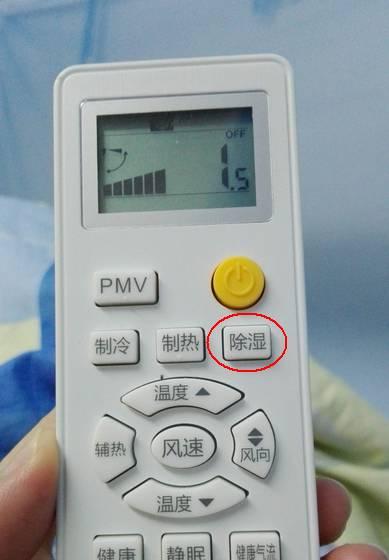 OFF
1.5
PMV
制冷 制热 除湿
温度
辅热 风速 风向
温度
健康 静眠 健康气流